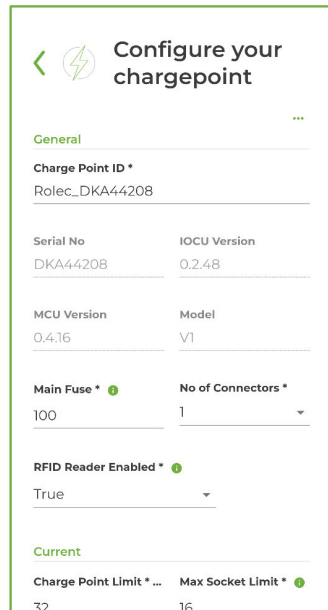 Configure your
chargepoint
...
General
Charge Point ID *
Rolec_DKA44208
Serial No
IOCU Version
DKA44208
0.2.48
MCU Version
Model
0.4.16
V1
Main Fuse *
No of Connectors *
100
1
RFID Reader Enabled *
True
Current
Charge Point Limit * ...
Max Socket Limit *
32
16